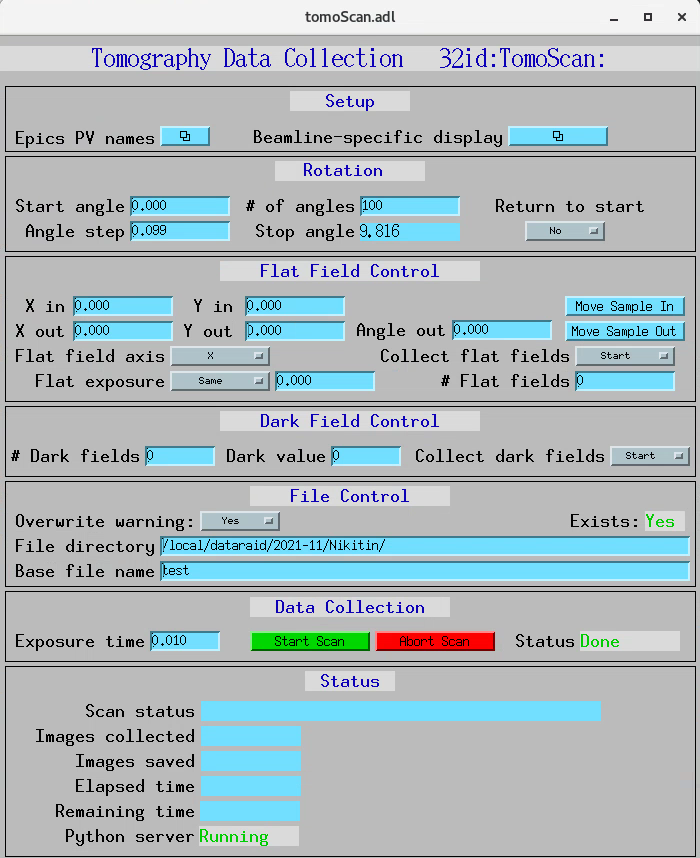 tomoScan.adl
Tomography Data Collection 32id:TomoScan:
Setup
Epics PV names Beamline-specific display
Rotation
Start angle 0.000 # of angles 100 Return to start
Angle step 0.099 Stop angle 9.816 No
Flat Field Control
X in 0.000 Y in 0.000 Move Sample In
X out 0.000 Y out 0.000 Angle out 0.000 Move Sample Out
Flat field axis X Collect flat fields Start
Flat exposure Same 0.000 # Flat fields 0
Dark Field Control
# Dark fields 0 Dark value 0 Collect dark fields Start
File Control
Overwrite warning: Yes Exists: Yes
File directory /local/dataraid/2021-11/Nikitin/
Base file name test
Data Collection
Exposure time 0.010 Start Scan Abort Scan Status Done
Status
Scan status
Images collected
Images saved
Elapsed time
Remaining time
Python server Running